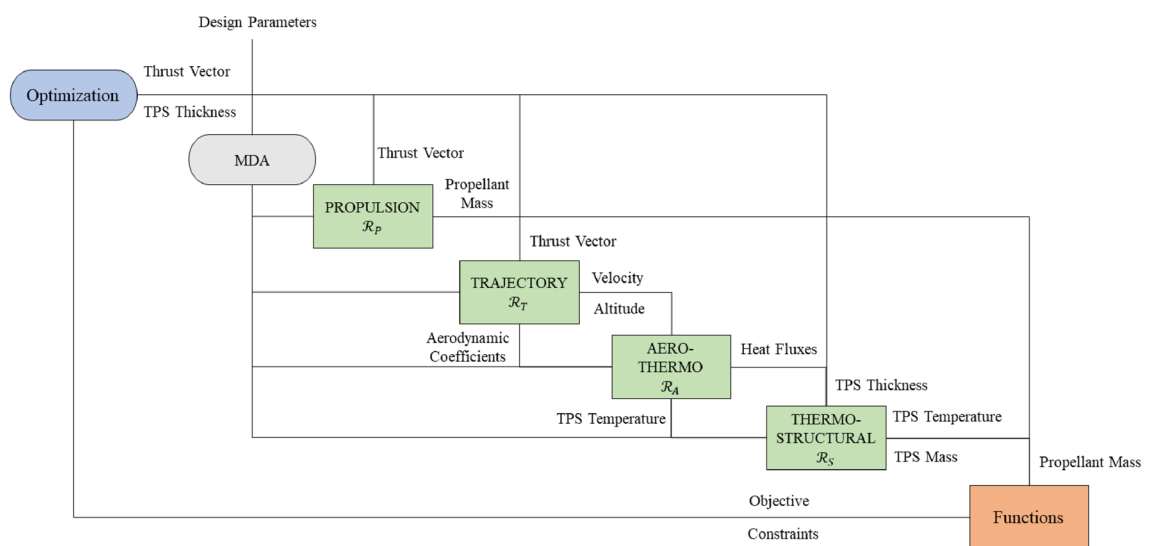 Design Parameters
Thrust Vector
Optimization
TPS Thickness
MDA
Thrust Vector
Propellant
Mass
PROPULSION
ℛ_P
Thrust Vector
TRAJECTORY
ℛ_T
Velocity
Altitude
Aerodynamic
Coefficients
AERO-
THERMO
ℛ_A
Heat Fluxes
TPS Thickness
TPS Temperature
THERMO-
STRUCTURAL
ℛ_S
TPS Temperature
TPS Mass
Propellant Mass
Objective
Constraints
Functions